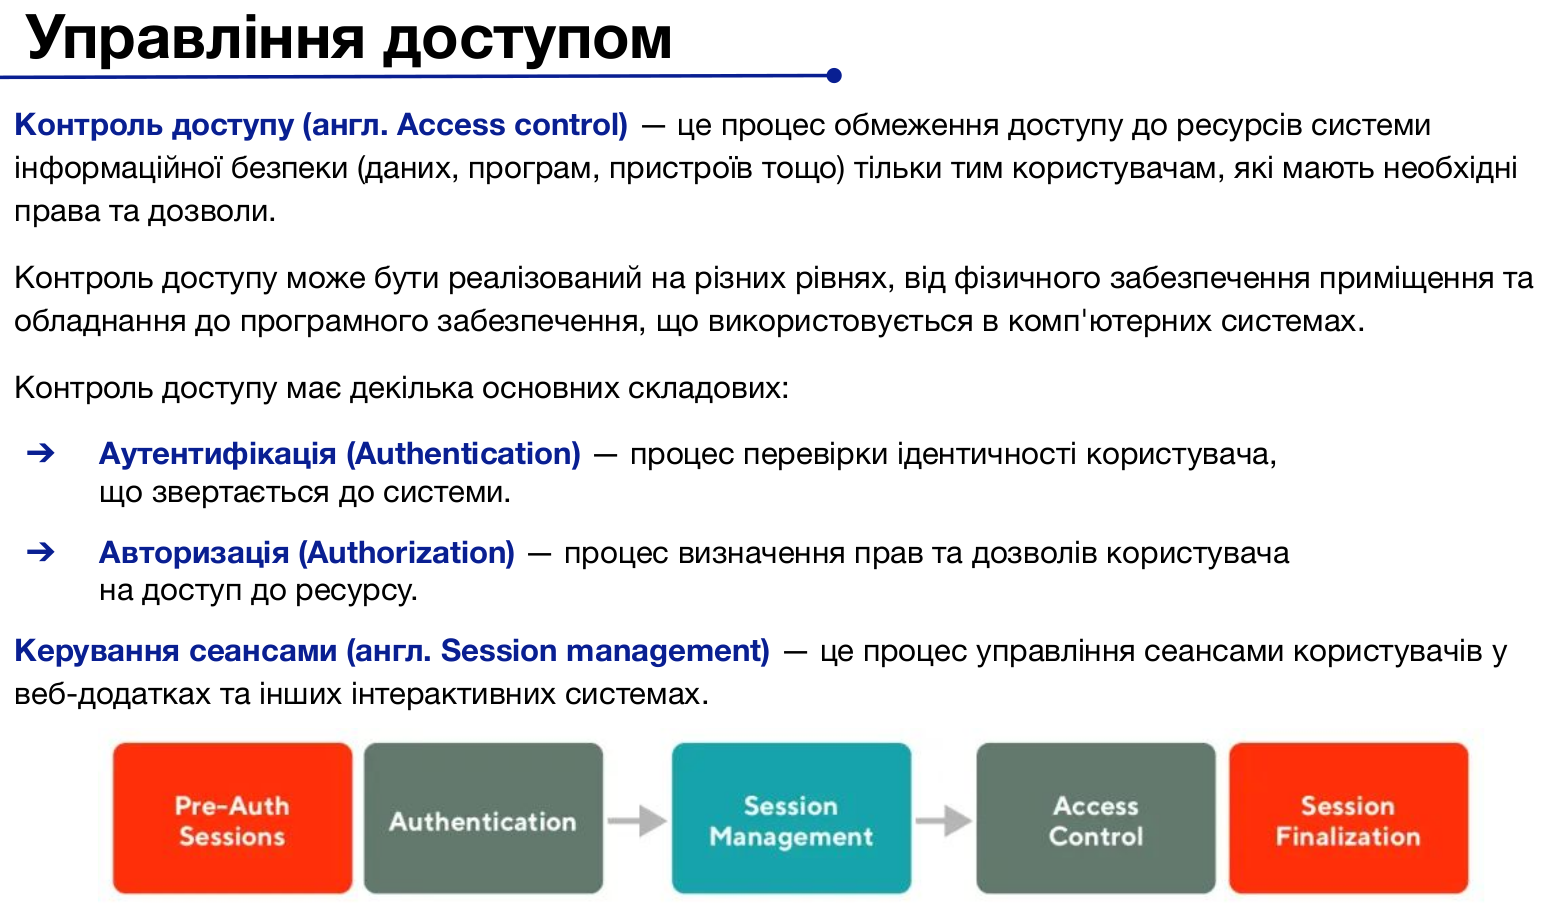 Управління доступом
Контроль доступу (англ. Access control) — це процес обмеження доступу до ресурсів системи
інформаційної безпеки (даних, програм, пристроїв тощо) тільки тим користувачам, які мають необхідні
права та дозволи.
Контроль доступу може бути реалізований на різних рівнях, від фізичного забезпечення приміщення та
обладнання до програмного забезпечення, що використовується в комп'ютерних системах.
Контроль доступу має декілька основних складових:
➔ Аутентифікація (Authentication) — процес перевірки ідентичності користувача,
що звертається до системи.
➔ Авторизація (Authorization) — процес визначення прав та дозволів користувача
на доступ до ресурсу.
Керування сеансами (англ. Session management) — це процес управління сеансами користувачів у
веб-додатках та інших інтерактивних системах.
Pre-Auth
Sessions
Authentication
Session
Management
Access
Control
Session
Finalization